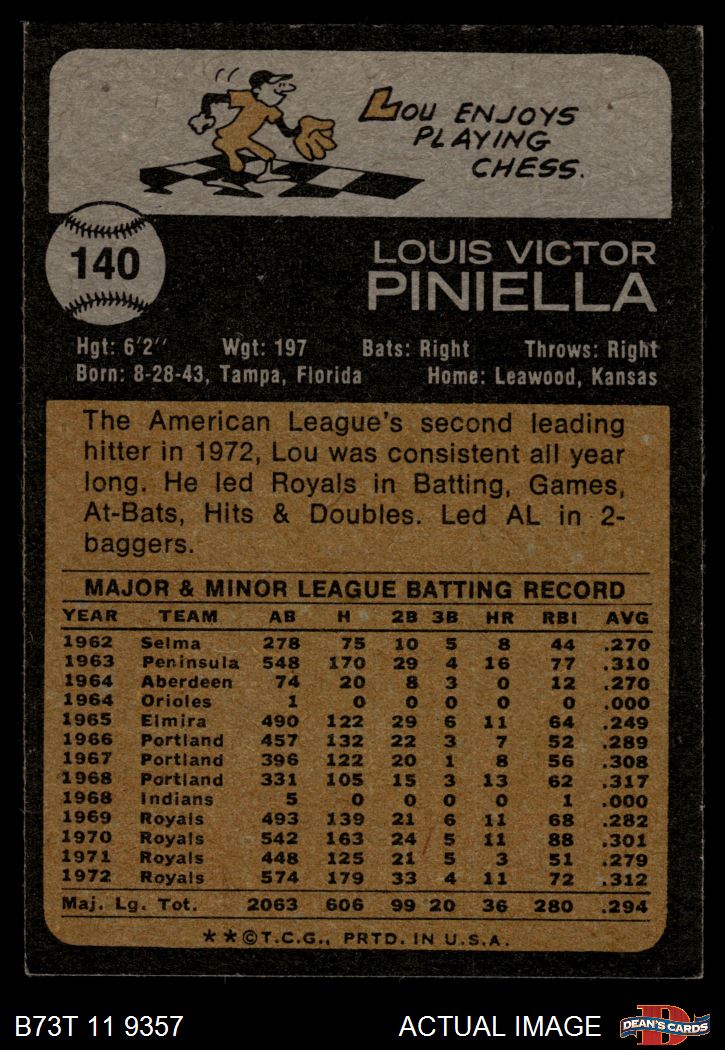 Lou ENJOYS
PLAYING
CHESS.
140
LOUIS VICTOR
PINIELLA
Hgt: 6'2" Wgt: 197 Bats: Right Throws: Right
Born: 8-28-43, Tampa, Florida Home: Leawood, Kansas
The American League's second leading
hitter in 1972, Lou was consistent all year
long. He led Royals in Batting, Games,
At-Bats, Hits & Doubles. Led AL in 2-
baggers.
MAJOR & MINOR LEAGUE BATTING RECORD
YEAR TEAM AB H 2B 3B HR RBI AVG
1962 Selma 278 75 10 5 8 44 .270
1963 Peninsula 548 170 29 4 16 77 .310
1964 Aberdeen 74 20 8 3 0 12 .270
1964 Orioles 1 0 0 0 0 0 .000
1965 Elmira 490 122 29 6 11 64 .249
1966 Portland 457 132 22 3 7 52 .289
1967 Portland 396 122 20 1 8 56 .308
1968 Portland 331 105 15 3 13 62 .317
1968 Indians 5 0 0 0 0 1 .000
1969 Royals 493 139 21 6 11 68 .282
1970 Royals 542 163 24 5 11 88 .301
1971 Royals 448 125 21 5 3 51 .279
1972 Royals 574 179 33 4 11 72 .312
Maj. Lg. Tot. 2063 606 99 20 36 280 .294
**©T.C.G., PRTD. IN U.S.A.
B73T 11 9357 ACTUAL IMAGE DEAN'S CARDS